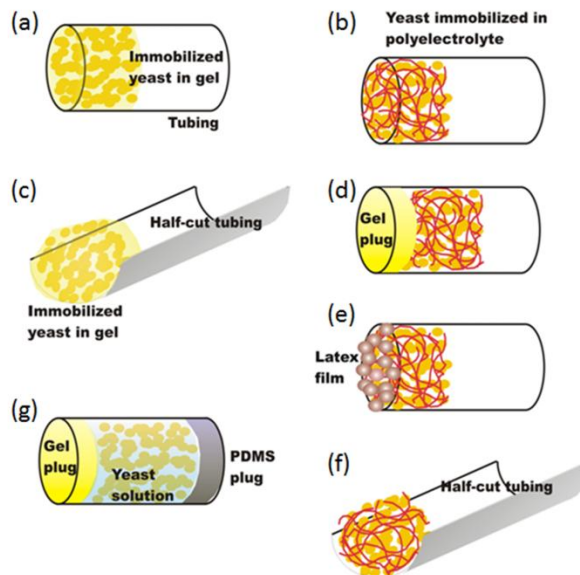 (a)
Immobilized
yeast in gel
Tubing
(b)
Yeast immobilized in
polyelectrolyte
(c)
Half-cut tubing
Immobilized
yeast in gel
(d)
Gel
plug
(e)
Latex
film
(g)
Gel
plug
Yeast
solution
PDMS
plug
(f)
Half-cut tubing